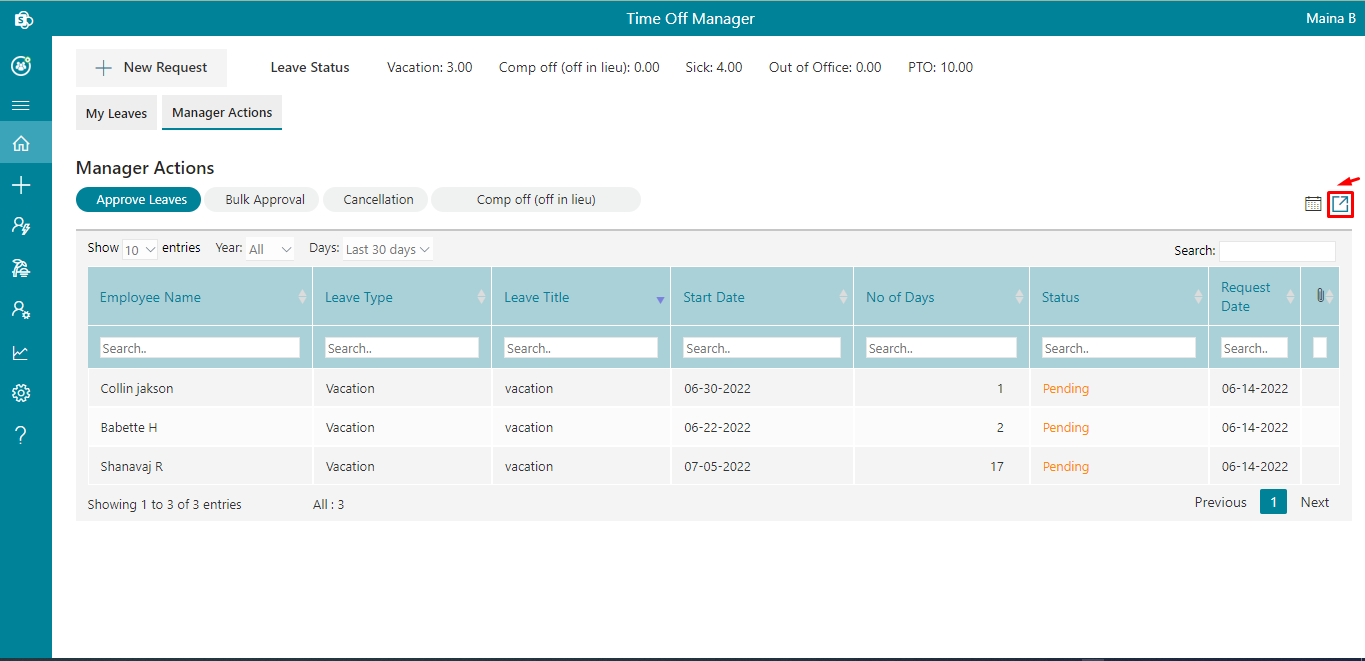 Time Off Manager
Maina B
New Request
Leave Status
Vacation: 3.00
Comp off (off in lieu): 0.00
Sick: 4.00
Out of Office: 0.00
PTO: 10.00
My Leaves
Manager Actions
Manager Actions
Approve Leaves
Bulk Approval
Cancellation
Comp off (off in lieu)
Show 10 entries
Year: All
Days: Last 30 days
Search:
Employee Name
Leave Type
Leave Title
Start Date
No of Days
Status
Request
Date
Search..
Search..
Search..
Search..
Search..
Search..
Search..
Collin jakson
Vacation
vacation
06-30-2022
1
Pending
06-14-2022
Babette H
Vacation
vacation
06-22-2022
2
Pending
06-14-2022
Shanavaj R
Vacation
vacation
07-05-2022
17
Pending
06-14-2022
Showing 1 to 3 of 3 entries
All : 3
Previous
1
Next